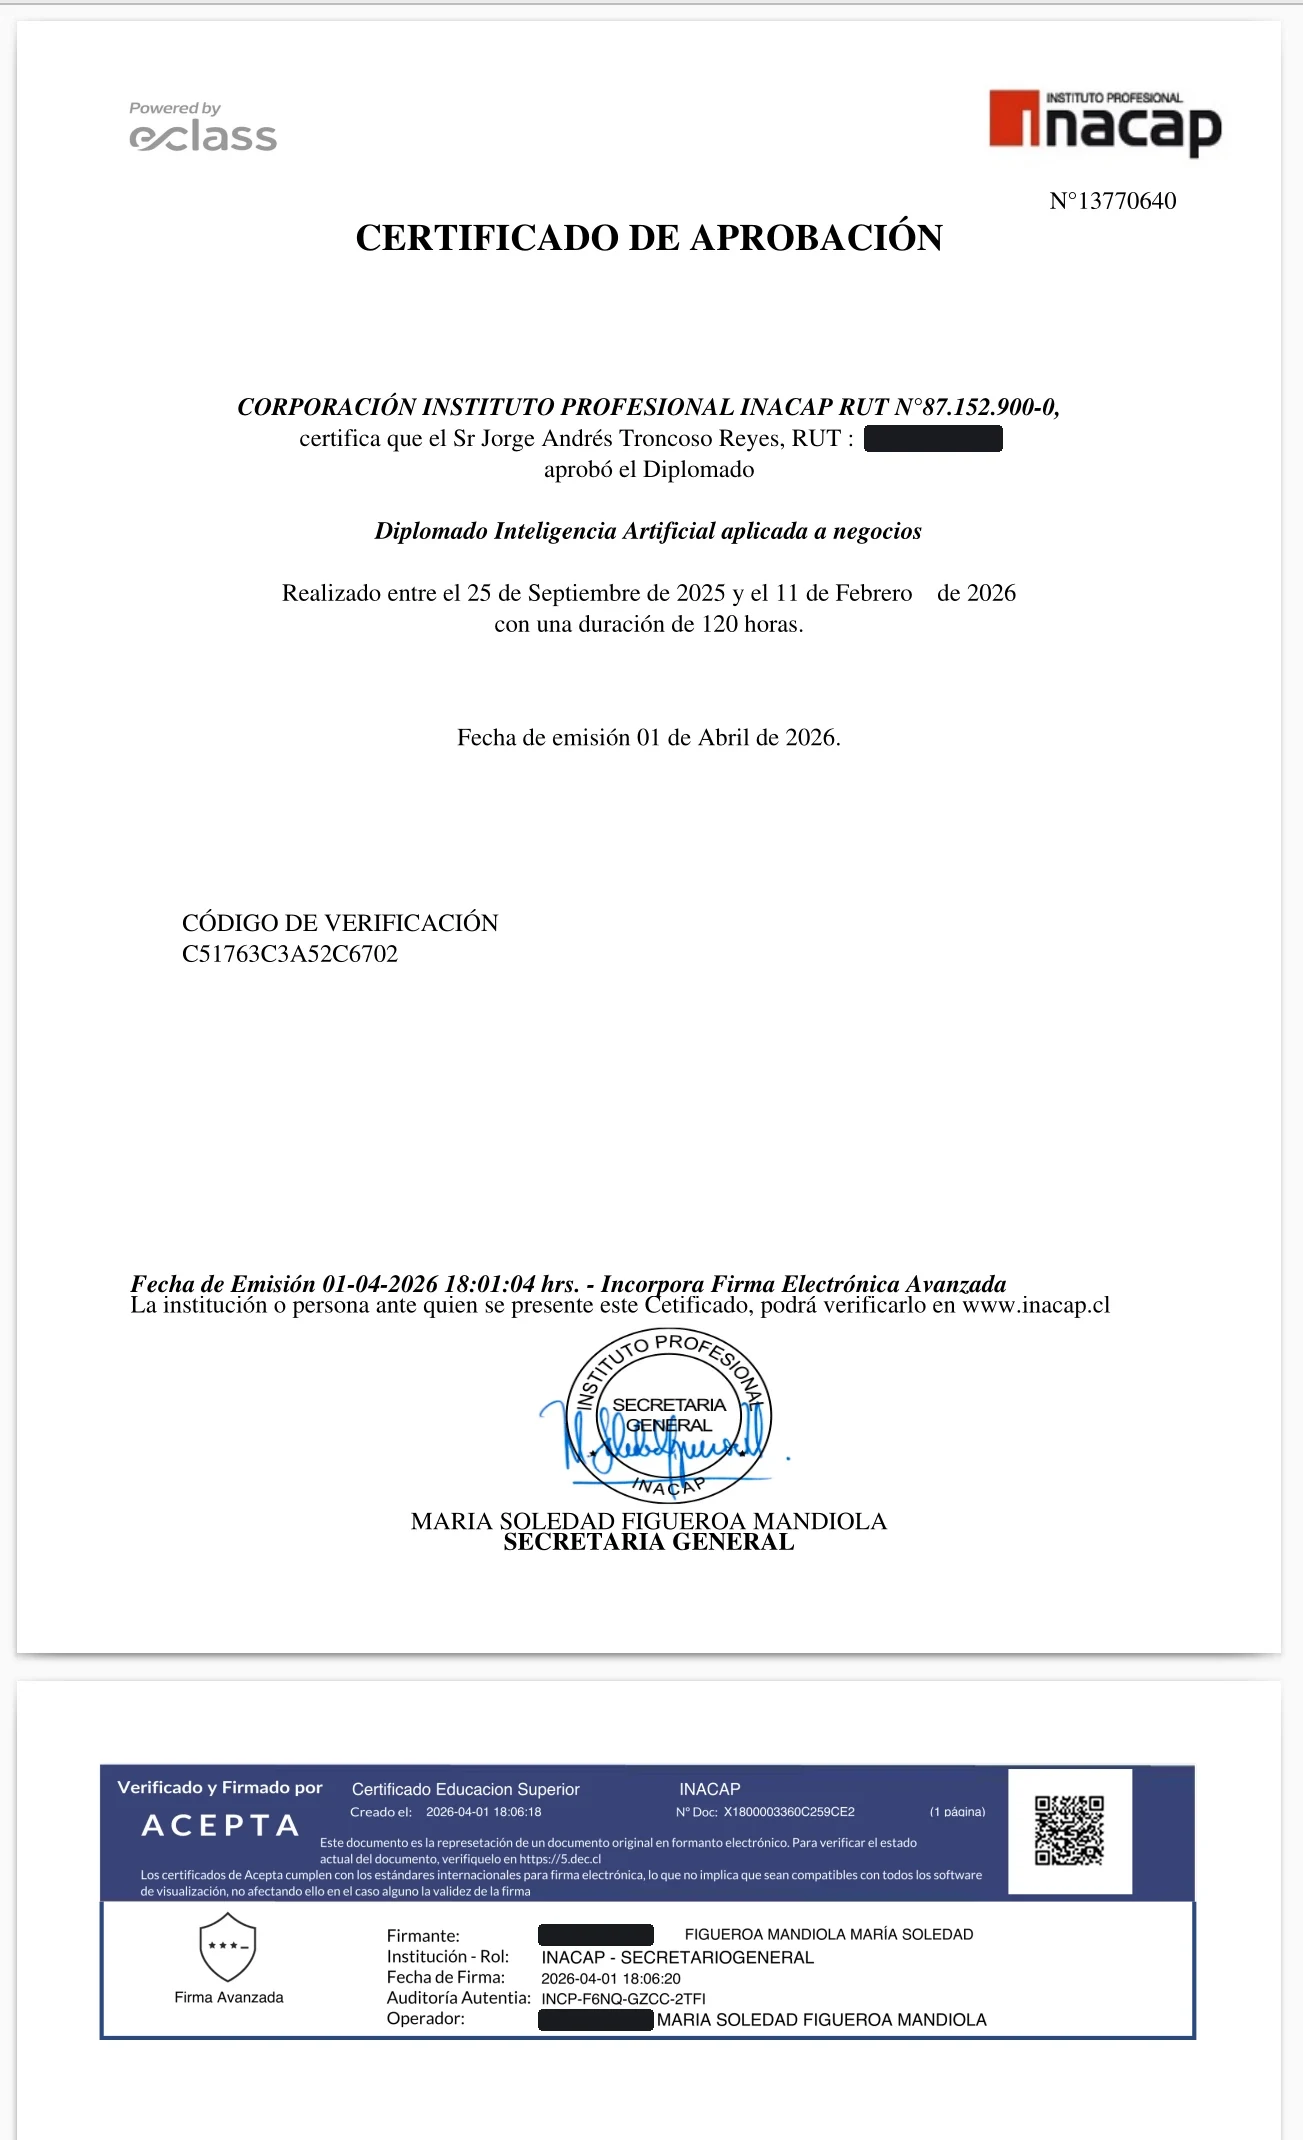 Powered by
eclass
INSTITUTO PROFESIONAL
inacap
N°13770640
CERTIFICADO DE APROBACIÓN
CORPORACIÓN INSTITUTO PROFESIONAL INACAP RUT N°87.152.900-0,
certifica que el Sr Jorge Andrés Troncoso Reyes, RUT :
aprobó el Diplomado
Diplomado Inteligencia Artificial aplicada a negocios
Realizado entre el 25 de Septiembre de 2025 y el 11 de Febrero de 2026
con una duración de 120 horas.
Fecha de emisión 01 de Abril de 2026.
CÓDIGO DE VERIFICACIÓN
C51763C3A52C6702
Fecha de Emisión 01-04-2026 18:01:04 hrs. - Incorpora Firma Electrónica Avanzada
La institución o persona ante quien se presente este Cetificado, podrá verificarlo en www.inacap.cl
INSTITUTO PROFESIONAL
SECRETARIA
GENERAL
INACAP
MARIA SOLEDAD FIGUEROA MANDIOLA
SECRETARIA GENERAL
Verificado y Firmado por Certificado Educacion Superior INACAP
Creado el: 2026-04-01 18:06:18 N° Doc: X1800003360C259CE2 (1 página)
ACEPTA
Este documento es la represetación de un documento original en formanto electrónico. Para verificar el estado
actual del documento, verifiquelo en https://5.dec.cl
Los certificados de Acepta cumplen con los estándares internacionales para firma electrónica, lo que no implica que sean compatibles con todos los software
de visualización, no afectando ello en el caso alguno la validez de la firma
Firmante: FIGUEROA MANDIOLA MARÍA SOLEDAD
Institución - Rol: INACAP - SECRETARIOGENERAL
Fecha de Firma: 2026-04-01 18:06:20
Auditoría Autentia: INCP-F6NQ-GZCC-2TFI
Operador: MARIA SOLEDAD FIGUEROA MANDIOLA
Firma Avanzada